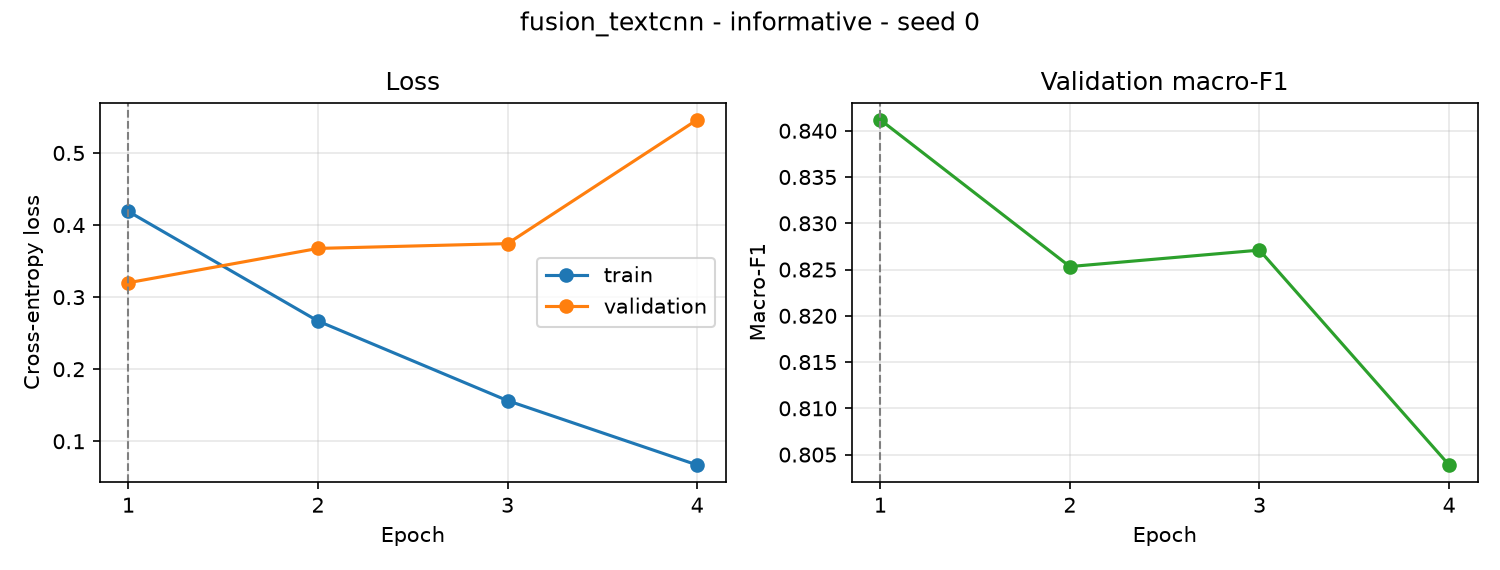 fusion_textcnn - informative - seed 0
Loss
Cross-entropy loss
0.5
0.4
0.3
0.2
0.1
train
validation
1 2 3 4
Epoch
Validation macro-F1
Macro-F1
0.840
0.835
0.830
0.825
0.820
0.815
0.810
0.805
1 2 3 4
Epoch